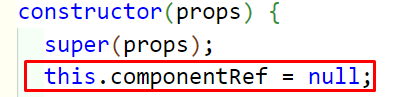 constructor(props) {
super(props);
this.componentRef = null;